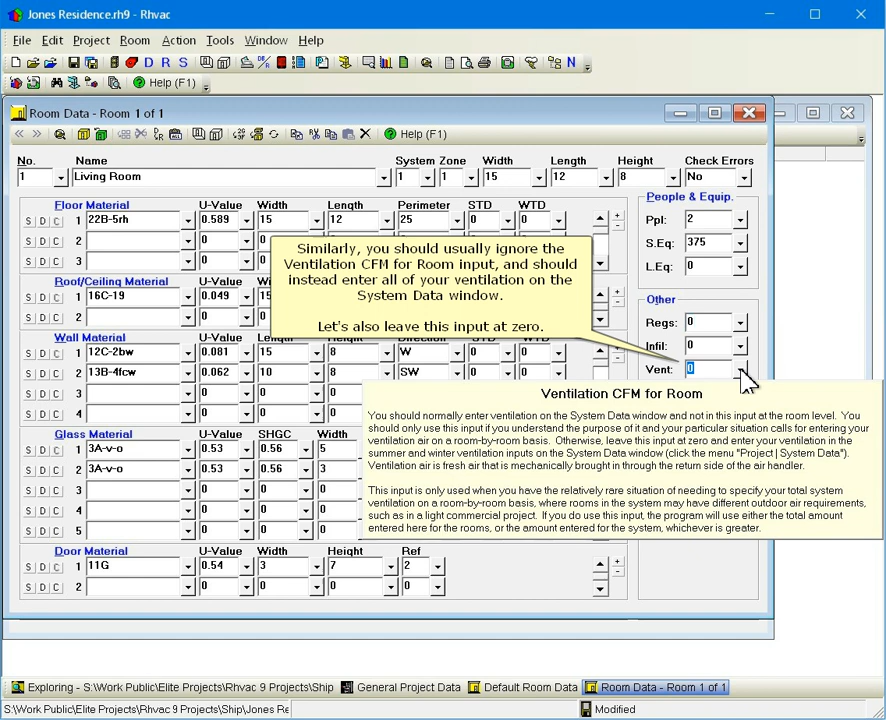 Jones Residence.rh9 - Rhvac
File Edit Project Room Action Tools Window Help
D R S N
Help (F1)
Room Data - Room 1 of 1
Help (F1)
No. Name System Zone Width Length Height Check Errors
1 Living Room 1 1 15 12 8 No
Floor Material U-Value Width Length Perimeter STD WTD
S D C 1 22B-5rh 0.589 15 12 25 0 0
S D C 2 0 0
S D C 3 0 0
Roof/Ceiling Material U-Value
S D C 1 16C-19 0.049
S D C 2 0 0
Wall Material
S D C 1 12C-2bw 0.081 15 8 W 0 0
S D C 2 13B-4fcw 0.062 10 8 SW 0 0
S D C 3 0 0
S D C 4 0 0
Glass Material U-Value SHGC Width
S D C 1 3A-v-o 0.53 0.56 5
S D C 2 3A-v-o 0.53 0.56 3
S D C 3 0 0 0
S D C 4 0 0 0
S D C 5 0 0 0
Door Material U-Value Width Height Ref
S D C 1 11G 0.54 3 7 2
S D C 2 0 0 0 0
People & Equip.
Ppl: 2
S.Eq: 375
L.Eq: 0
Other
Regs: 0
Infil: 0
Vent: 0
Similarly, you should usually ignore the
Ventilation CFM for Room input, and should
instead enter all of your ventilation on the
System Data window.
Let's also leave this input at zero.
Ventilation CFM for Room
You should normally enter ventilation on the System Data window and not in this input at the room level. You
should only use this input if you understand the purpose of it and your particular situation calls for entering your
ventilation air on a room-by-room basis. Otherwise, leave this input at zero and enter your ventilation in the
summer and winter ventilation inputs on the System Data window (click the menu "Project | System Data").
Ventilation air is fresh air that is mechanically brought in through the return side of the air handler.
This input is only used when you have the relatively rare situation of needing to specify your total system
ventilation on a room-by-room basis, where rooms in the system may have different outdoor air requirements,
such as in a light commercial project. If you do use this input, the program will use either the total amount
entered here for the rooms, or the amount entered for the system, whichever is greater.
Exploring - S:\Work Public\Elite Projects\Rhvac 9 Projects\Ship General Project Data Default Room Data Room Data - Room 1 of 1
S:\Work Public\Elite Projects\Rhvac 9 Projects\Ship\Jones Re Modified